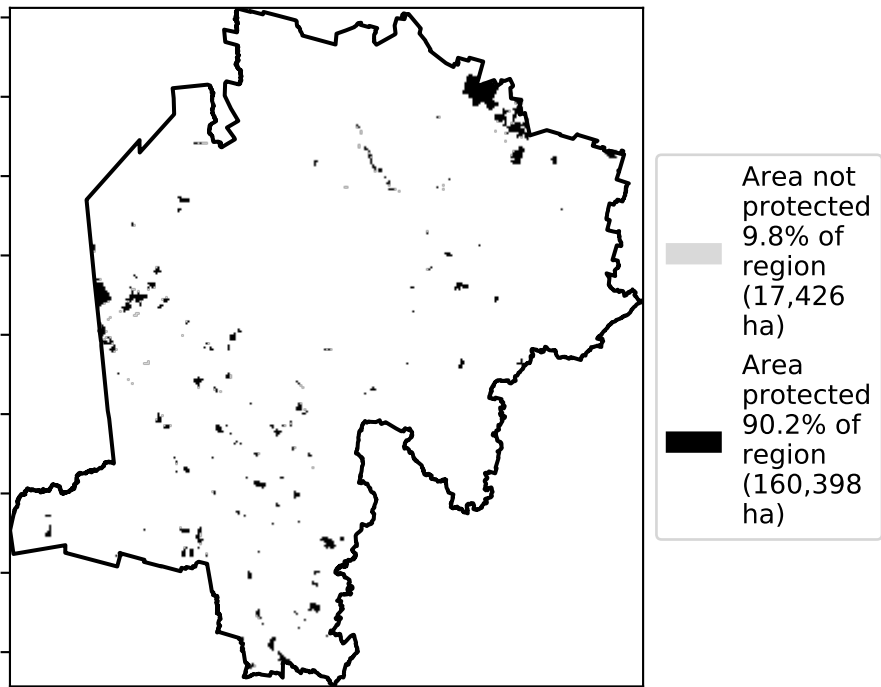 Area not
protected
9.8% of
region
(17,426
ha)
Area
protected
90.2% of
region
(160,398
ha)